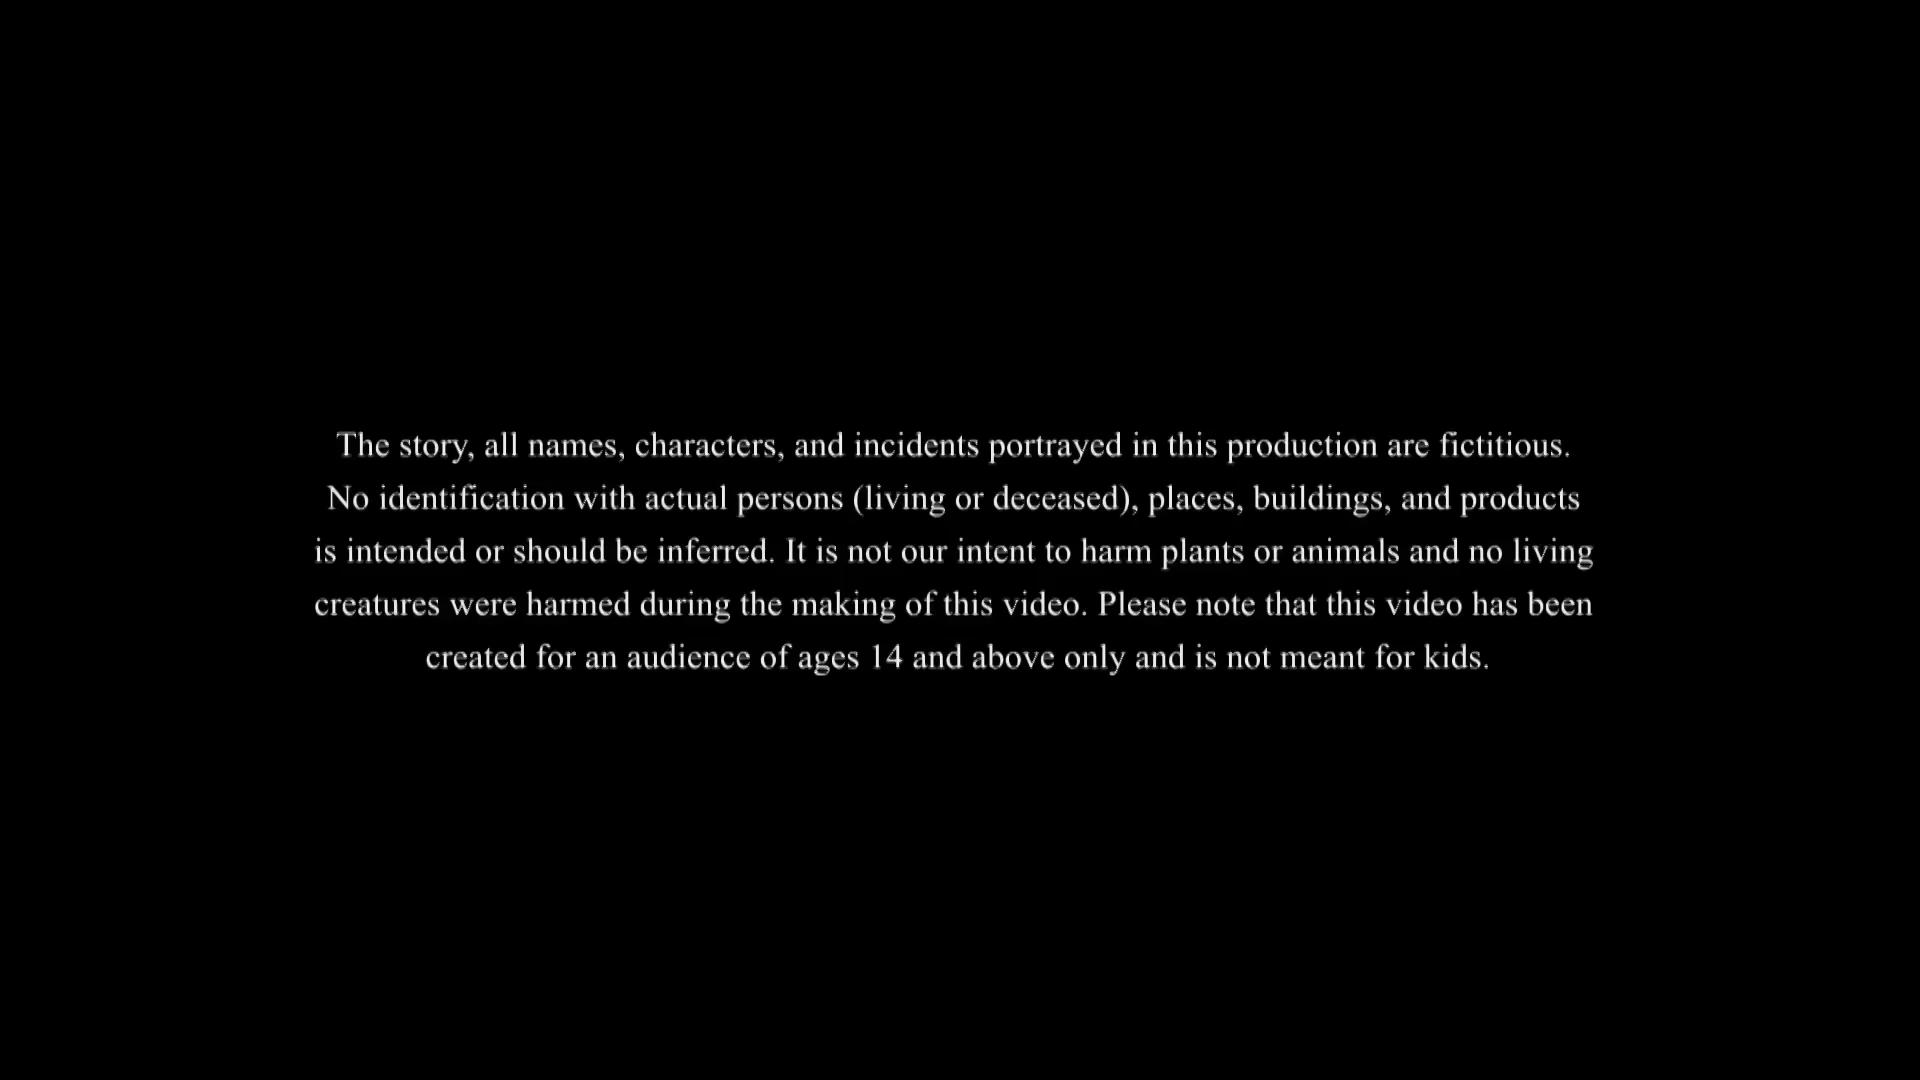 The story, all names, characters, and incidents portrayed in this production are fictitious.
No identification with actual persons (living or deceased), places, buildings, and products
is intended or should be inferred. It is not our intent to harm plants or animals and no living
creatures were harmed during the making of this video. Please note that this video has been
created for an audience of ages 14 and above only and is not meant for kids.